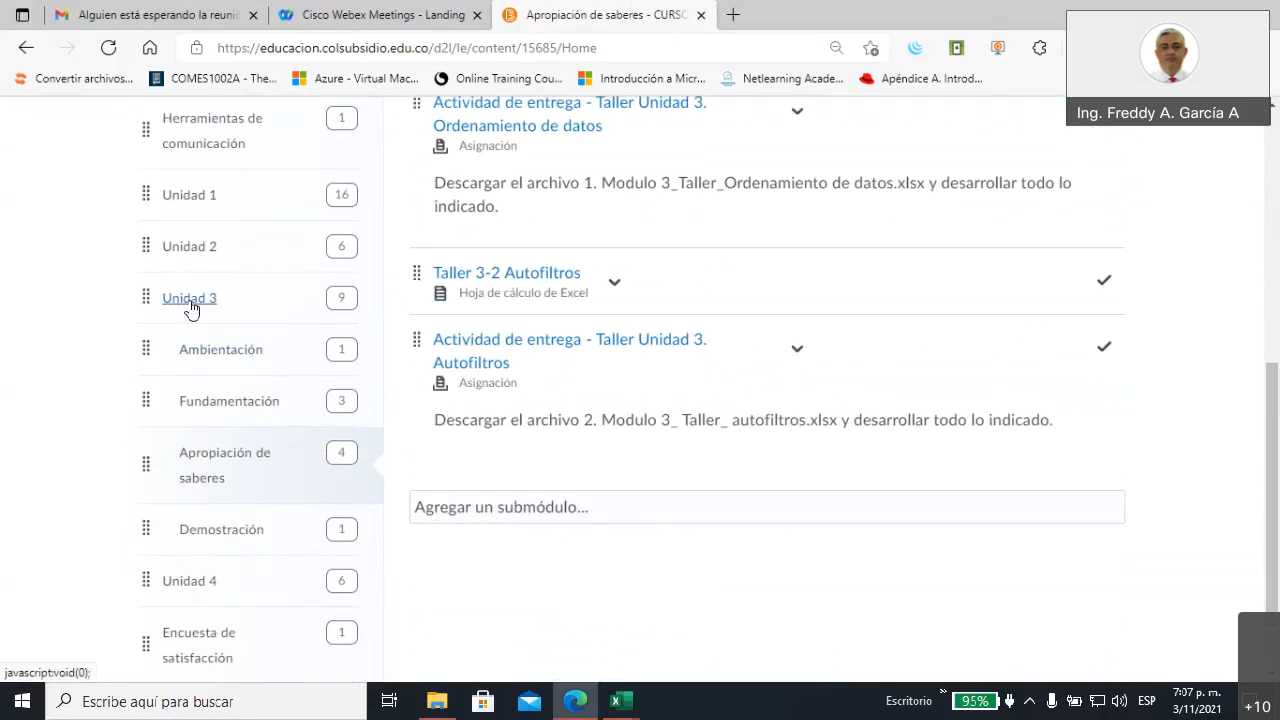 Alguien está esperando la reunic
Cisco Webex Meetings - Landing
Apropiación de saberes - CURSO
https://educacion.colsubsidio.edu.co/d2l/le/content/15685/Home
Convertir archivos...
COMES1002A - The...
Azure - Virtual Mac...
Online Training Cou...
Introducción a Micr...
Netlearning Acade...
Apéndice A. Introd...
Ing. Freddy A. García A
Herramientas de
comunicación
1
Unidad 1
16
Unidad 2
6
Unidad 3
9
Ambientación
1
Fundamentación
3
Apropiación de
saberes
4
Demostración
1
Unidad 4
6
Encuesta de
satisfacción
1
Actividad de entrega - Taller Unidad 3.
Ordenamiento de datos
Asignación
Descargar el archivo 1. Modulo 3_Taller_Ordenamiento de datos.xlsx y desarrollar todo lo
indicado.
Taller 3-2 Autofiltros
Hoja de cálculo de Excel
Actividad de entrega - Taller Unidad 3.
Autofiltros
Asignación
Descargar el archivo 2. Modulo 3_ Taller_ autofiltros.xlsx y desarrollar todo lo indicado.
Agregar un submódulo...
javascript:void(0);
Escribe aquí para buscar
Escritorio
95%
ESP
7:07 p. m.
3/11/2021
+10